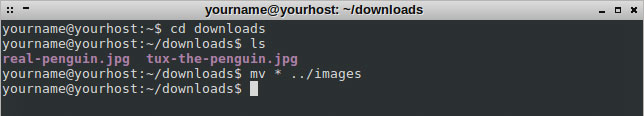 yourname@yourhost: ~/downloads
yourname@yourhost:~$ cd downloads
yourname@yourhost:~/downloads$ ls
real-penguin.jpg  tux-the-penguin.jpg
yourname@yourhost:~/downloads$ mv * ../images
yourname@yourhost:~/downloads$